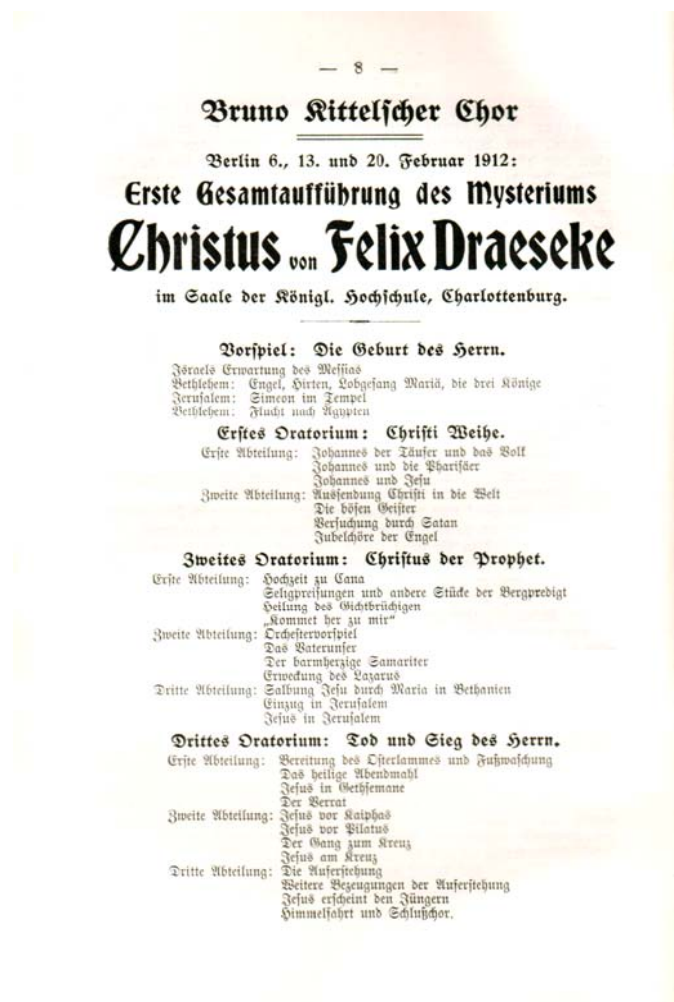 — 8 —
Bruno Kittelscher Chor
Berlin 6., 13. und 20. Februar 1912:
Erste Gesamtaufführung des Mysteriums
Christus von Felix Draeseke
im Saale der Königl. Hochschule, Charlottenburg.
Vorspiel: Die Geburt des Herrn.
Israels Erwartung des Messias
Bethlehem: Engel, Hirten, Lobgesang Mariä, die drei Könige
Jerusalem: Simeon im Tempel
Bethlehem: Flucht nach Ägypten
Erstes Oratorium: Christi Weihe.
Erste Abteilung: Johannes der Täufer und das Volk
Johannes und die Pharisäer
Johannes und Jesu
Zweite Abteilung: Aussendung Christi in die Welt
Die bösen Geister
Versuchung durch Satan
Jubelchöre der Engel
Zweites Oratorium: Christus der Prophet.
Erste Abteilung: Hochzeit zu Cana
Seligpreisungen und andere Stücke der Bergpredigt
Heilung des Gichtbrüchigen
„Kommet her zu mir“
Zweite Abteilung: Orchestervorspiel
Das Vaterunser
Der barmherzige Samariter
Erweckung des Lazarus
Dritte Abteilung: Salbung Jesu durch Maria in Bethanien
Einzug in Jerusalem
Jesus in Jerusalem
Drittes Oratorium: Tod und Sieg des Herrn.
Erste Abteilung: Bereitung des Osterlammes und Fußwaschung
Das heilige Abendmahl
Jesus in Gethsemane
Der Verrat
Zweite Abteilung: Jesus vor Kaiphas
Jesus vor Pilatus
Der Gang zum Kreuz
Jesus am Kreuz
Dritte Abteilung: Die Auferstehung
Weitere Bezeugungen der Auferstehung
Jesus erscheint den Jüngern
Himmelfahrt und Schlußchor.